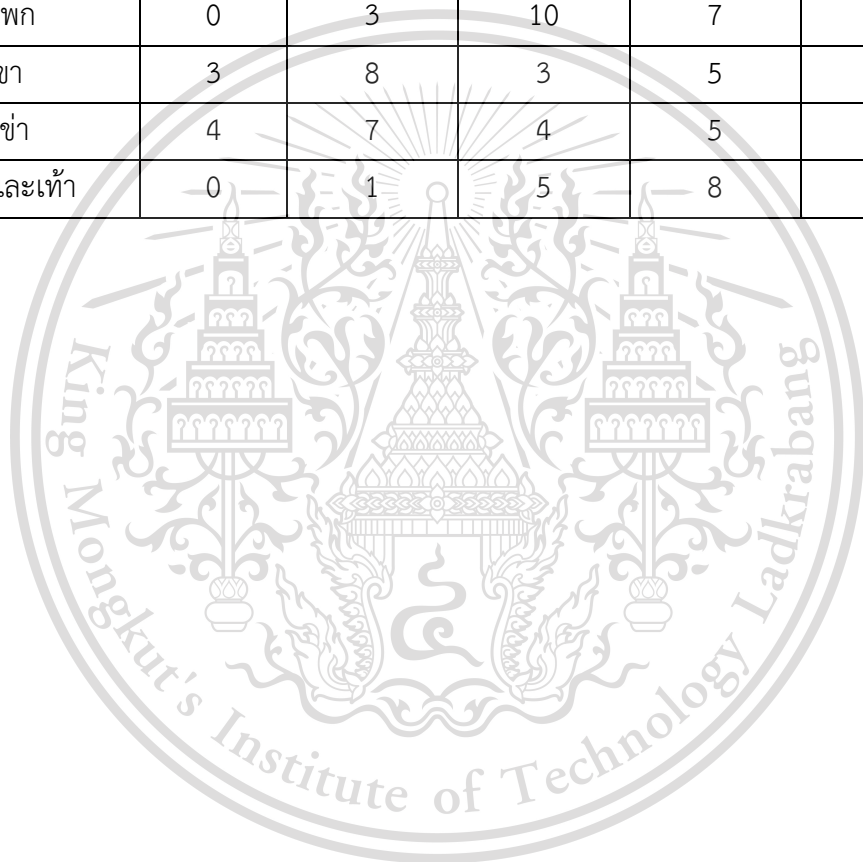 พก 0 3 10 7
ขา 3 8 3 5
ข่า 4 7 4 5
และเท้า 0 1 5 8
King Mongkut's Institute of Technology Ladkrabang